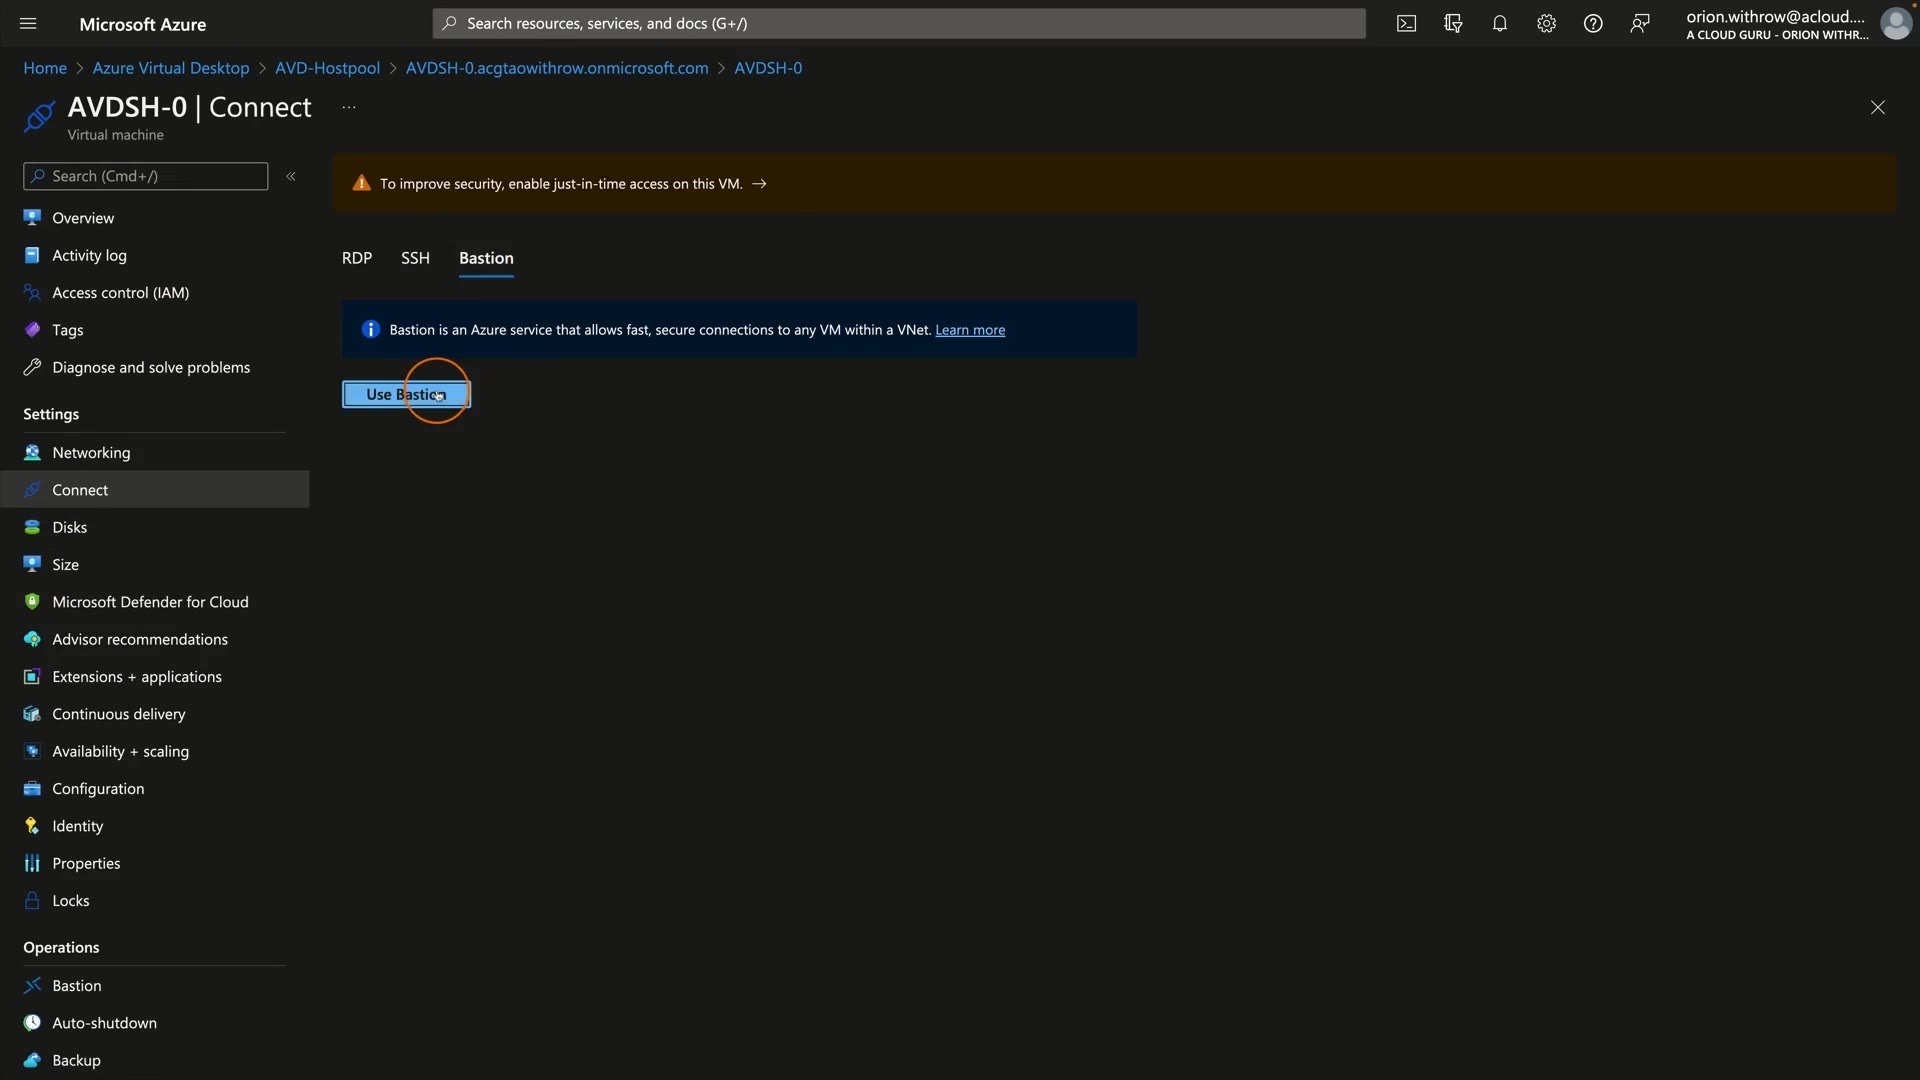 Microsoft Azure
Search resources, services, and docs (G+/)
orion.withrow@acloud....
A CLOUD GURU - ORION WITHR...
Home > Azure Virtual Desktop > AVD-Hostpool > AVDSH-0.acgtaowithrow.onmicrosoft.com > AVDSH-0
AVDSH-0 | Connect ...
Virtual machine
Search (Cmd+/)
«
To improve security, enable just-in-time access on this VM. →
Overview
Activity log
Access control (IAM)
Tags
Diagnose and solve problems
RDP SSH Bastion
Bastion is an Azure service that allows fast, secure connections to any VM within a VNet. Learn more
Use Bastion
Settings
Networking
Connect
Disks
Size
Microsoft Defender for Cloud
Advisor recommendations
Extensions + applications
Continuous delivery
Availability + scaling
Configuration
Identity
Properties
Locks
Operations
Bastion
Auto-shutdown
Backup